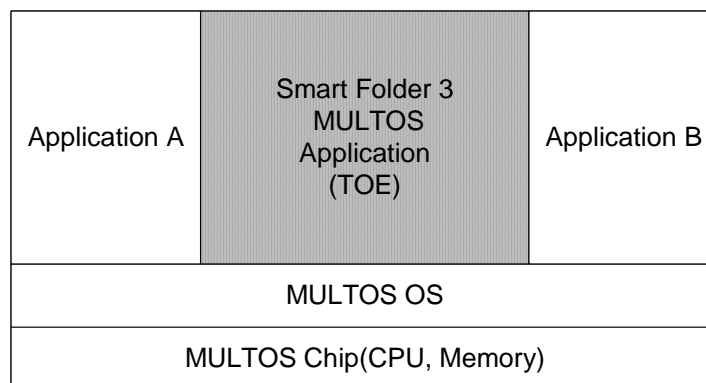 Application A
Smart Folder 3
MULTOS
Application
(TOE)
Application B
MULTOS OS
MULTOS Chip(CPU, Memory)